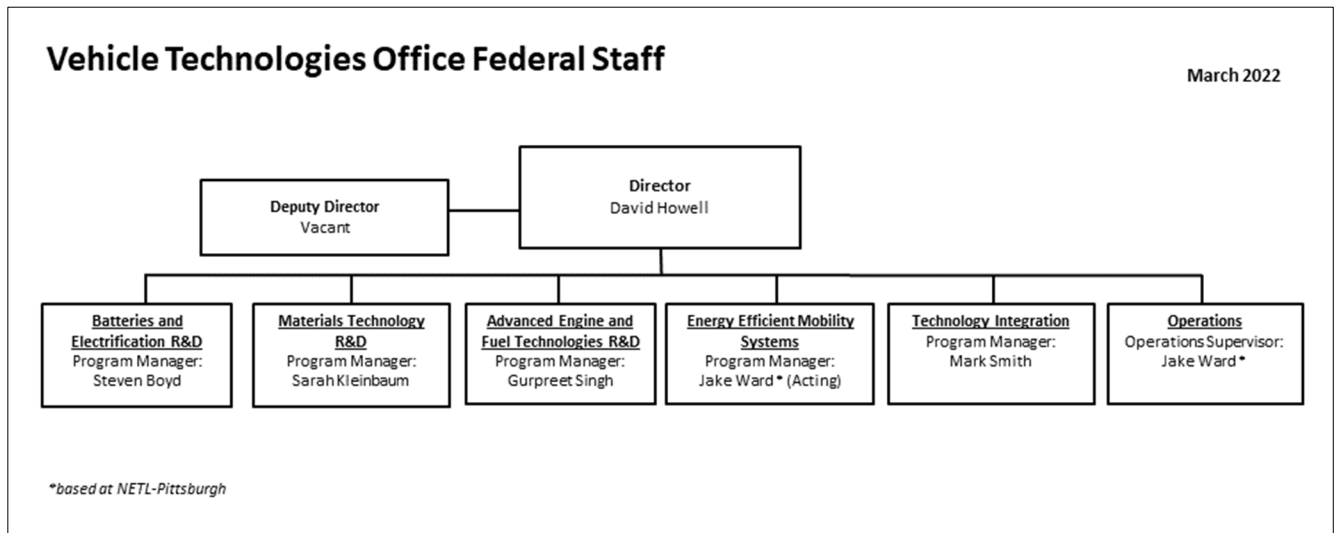 Vehicle Technologies Office Federal Staff
March 2022
Director
David Howell
Deputy Director
Vacant
Batteries and
Electrification R&D
Program Manager:
Steven Boyd
Materials Technology
R&D
Program Manager:
Sarah Kleinbaum
Advanced Engine and
Fuel Technologies R&D
Program Manager:
Gurpreet Singh
Energy Efficient Mobility
Systems
Program Manager:
Jake Ward* (Acting)
Technology Integration
Program Manager:
Mark Smith
Operations
Operations Supervisor:
Jake Ward*
*based at NETL-Pittsburgh